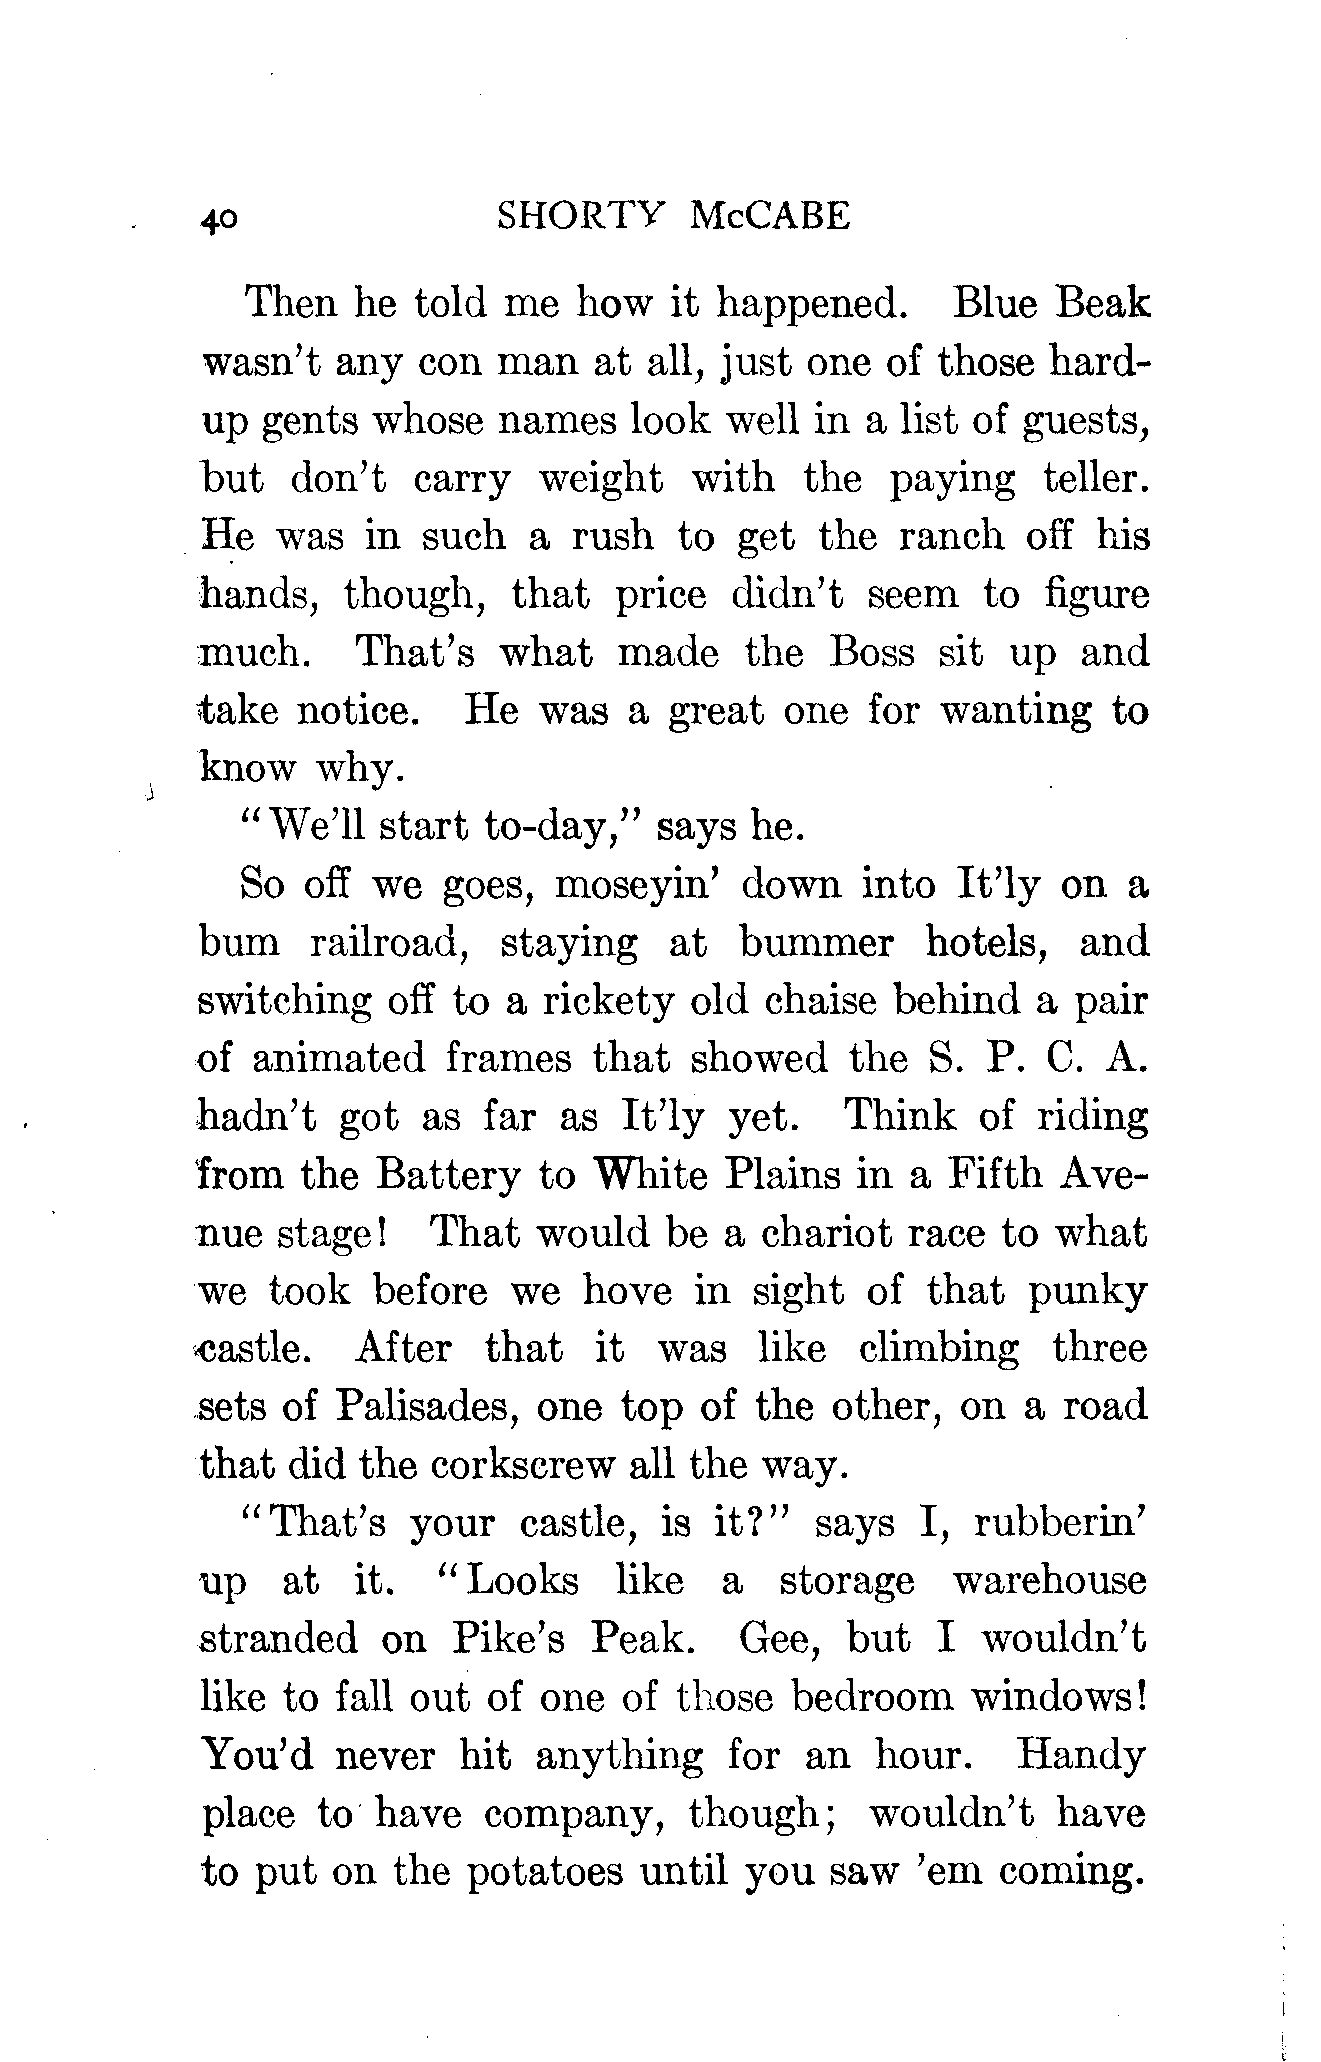 40 SHORTY McCABE
Then he told me how it happened. Blue Beak
wasn't any con man at all, just one of those hard-
up gents whose names look well in a list of guests,
but don't carry weight with the paying teller.
He was in such a rush to get the ranch off his
hands, though, that price didn't seem to figure
much. That's what made the Boss sit up and
take notice. He was a great one for wanting to
know why.
"We'll start to-day," says he.
So off we goes, moseyin' down into It'ly on a
bum railroad, staying at bummer hotels, and
switching off to a rickety old chaise behind a pair
of animated frames that showed the S. P. C. A.
hadn't got as far as It'ly yet. Think of riding
from the Battery to White Plains in a Fifth Ave-
nue stage! That would be a chariot race to what
we took before we hove in sight of that punky
castle. After that it was like climbing three
sets of Palisades, one top of the other, on a road
that did the corkscrew all the way.
"That's your castle, is it?" says I, rubberin'
up at it. "Looks like a storage warehouse
stranded on Pike's Peak. Gee, but I wouldn't
like to fall out of one of those bedroom windows!
You'd never hit anything for an hour. Handy
place to have company, though; wouldn't have
to put on the potatoes until you saw 'em coming.